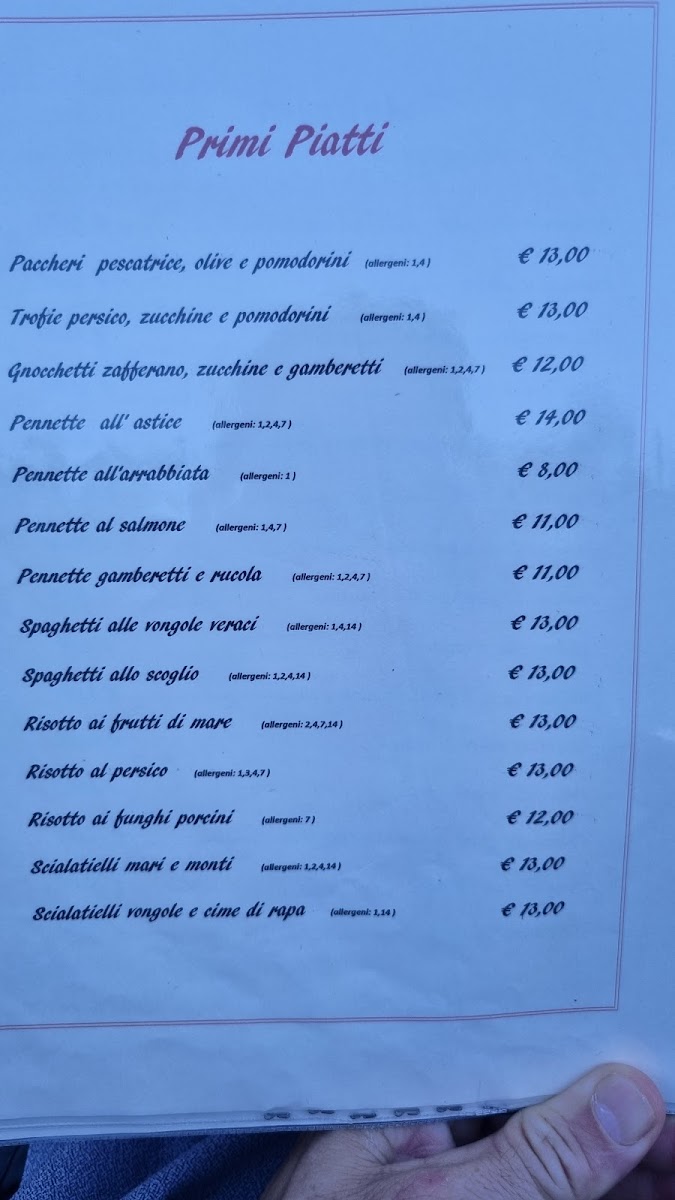 Primi Piatti
Paccheri pescatrice, olive e pomodorini (allergeni: 1,4 ) € 13,00
Trofie persico, zucchine e pomodorini (allergeni: 1,4 ) € 13,00
Gnocchetti zafferano, zucchine e gamberetti (allergeni: 1,2,4,7 ) € 12,00
Pennette all' astice (allergeni: 1,2,4,7 ) € 14,00
Pennette all'arrabbiata (allergeni: 1 ) € 8,00
Pennette al salmone (allergeni: 1,4,7 ) € 11,00
Pennette gamberetti e rucola (allergeni: 1,2,4,7 ) € 11,00
Spaghetti alle vongole veraci (allergeni: 1,4,14 ) € 13,00
Spaghetti allo scoglio (allergeni: 1,2,4,14 ) € 13,00
Risotto ai frutti di mare (allergeni: 2,4,7,14 ) € 13,00
Risotto al persico (allergeni: 1,3,4,7 ) € 13,00
Risotto ai funghi porcini (allergeni: 7 ) € 12,00
Scialatielli mari e monti (allergeni: 1,2,4,14 ) € 13,00
Scialatielli vongole e cime di rapa (allergeni: 1,14 ) € 13,00